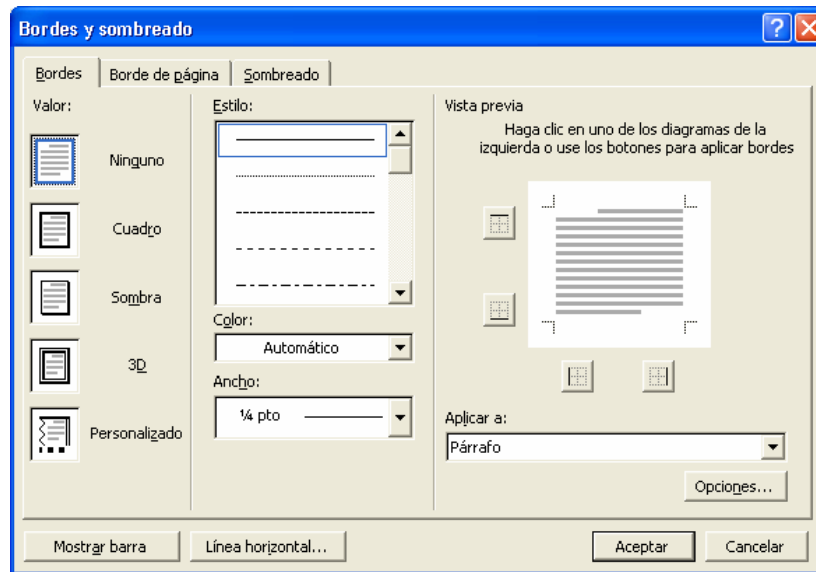 Bordes y sombreado
Bordes
Borde de página
Sombreado
Valor:
Ninguno
Cuadro
Sombra
3D
Personalizado
Estilo:
Color:
Automático
Ancho:
¼ pto
Vista previa
Haga clic en uno de los diagramas de la
izquierda o use los botones para aplicar bordes
Aplicar a:
Párrafo
Opciones...
Mostrar barra
Línea horizontal...
Aceptar
Cancelar